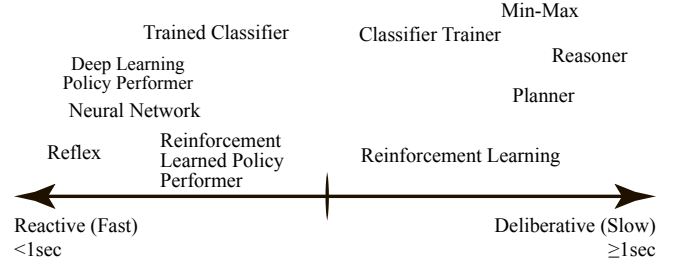 Min-Max
Trained Classifier
Classifier Trainer
Reasoner
Deep Learning
Policy Performer
Planner
Neural Network
Reflex
Reinforcement
Learned Policy
Performer
Reinforcement Learning
Reactive (Fast)
<1sec
Deliberative (Slow)
≥1sec